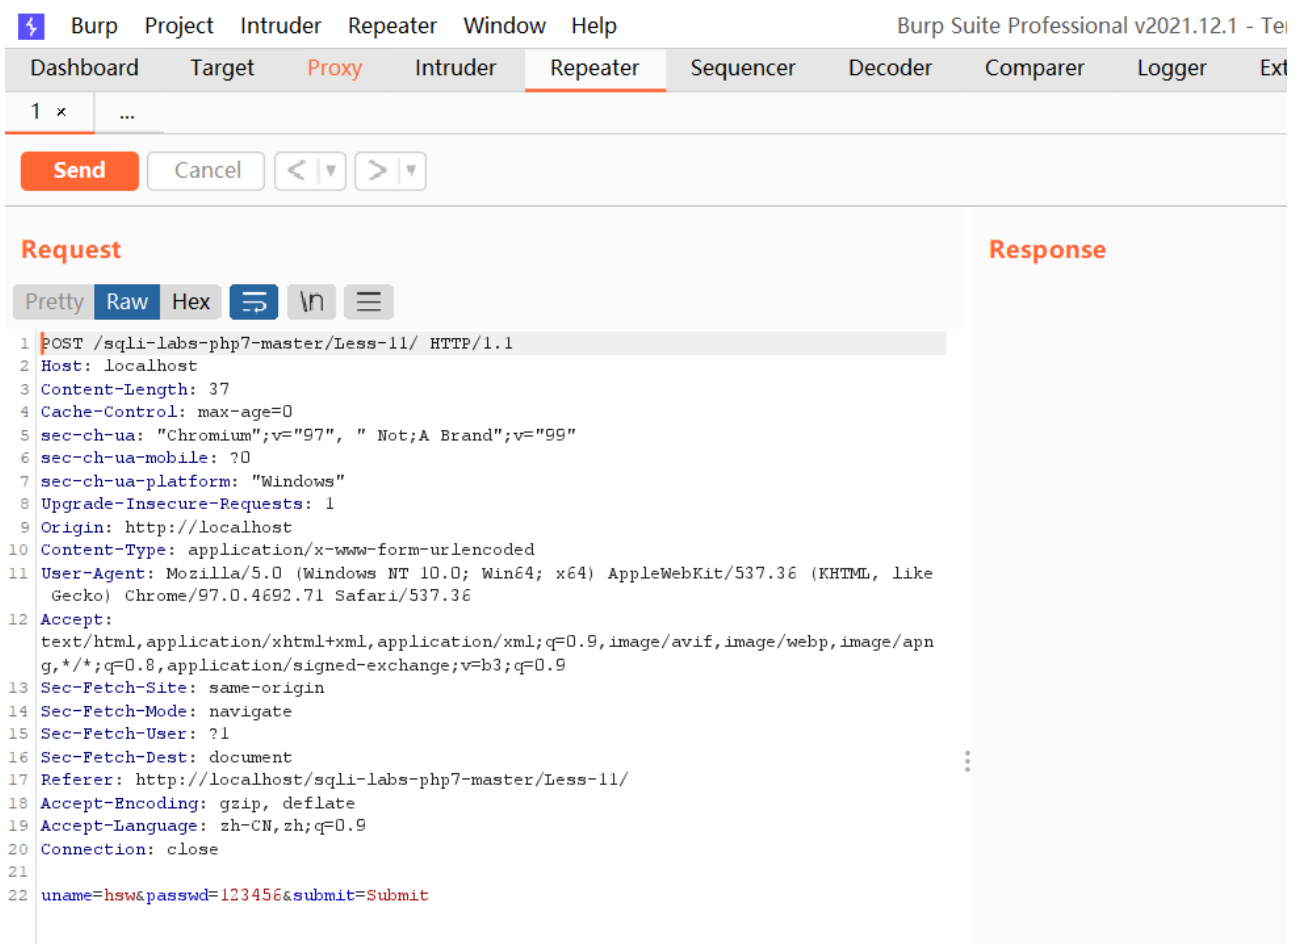 Burp Project Intruder Repeater Window Help Burp Suite Professional v2021.12.1 - Te
Dashboard Target Proxy Intruder Repeater Sequencer Decoder Comparer Logger Ext
1 × ...
Send Cancel < ▼ > ▼
Request Response
Pretty Raw Hex \n
1 POST /sqli-labs-php7-master/Less-11/ HTTP/1.1
2 Host: localhost
3 Content-Length: 37
4 Cache-Control: max-age=0
5 sec-ch-ua: "Chromium";v="97", " Not;A Brand";v="99"
6 sec-ch-ua-mobile: ?0
7 sec-ch-ua-platform: "Windows"
8 Upgrade-Insecure-Requests: 1
9 Origin: http://localhost
10 Content-Type: application/x-www-form-urlencoded
11 User-Agent: Mozilla/5.0 (Windows NT 10.0; Win64; x64) AppleWebKit/537.36 (KHTML, like
Gecko) Chrome/97.0.4692.71 Safari/537.36
12 Accept:
text/html,application/xhtml+xml,application/xml;q=0.9,image/avif,image/webp,image/apn
g,*/*;q=0.8,application/signed-exchange;v=b3;q=0.9
13 Sec-Fetch-Site: same-origin
14 Sec-Fetch-Mode: navigate
15 Sec-Fetch-User: ?1
16 Sec-Fetch-Dest: document
17 Referer: http://localhost/sqli-labs-php7-master/Less-11/
18 Accept-Encoding: gzip, deflate
19 Accept-Language: zh-CN,zh;q=0.9
20 Connection: close
21
22 uname=hsw&passwd=123456&submit=Submit